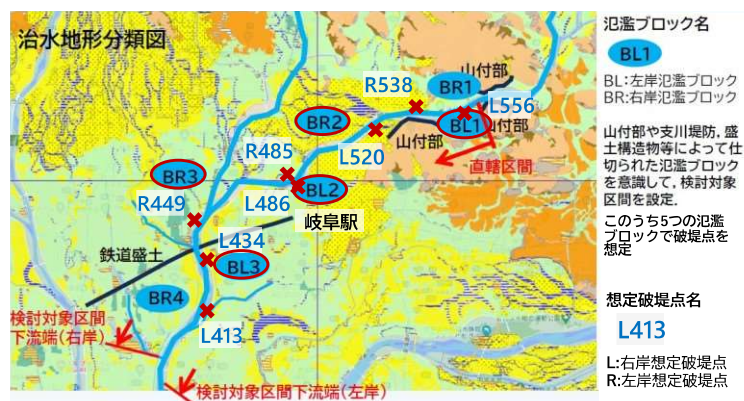 治水地形分類図
R538
BR1
山付部
L556
BR2
BL1
山付部
山付部
L520
直轄区間
R485
BR3
BL2
L486
R449
岐阜駅
L434
鉄道盛土
BL3
BR4
L413
検討対象区間
下流端(右岸)
検討対象区間下流端(左岸)
氾濫ブロック名
BL1
BL:左岸氾濫ブロック
BR:右岸氾濫ブロック
山付部や支川堤防，盛
土構造物等によって仕
切られた氾濫ブロック
を意識して，検討対象
区間を設定．
このうち5つの氾濫
ブロックで破堤点を
想定
想定破堤点名
L413
L:右岸想定破堤点
R:左岸想定破堤点